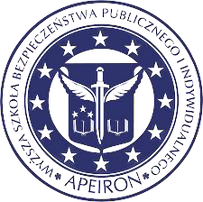 WYŻSZA SZKOŁA BEZPIECZEŃSTWA PUBLICZNEGO I INDYWIDUALNEGO
APEIRON